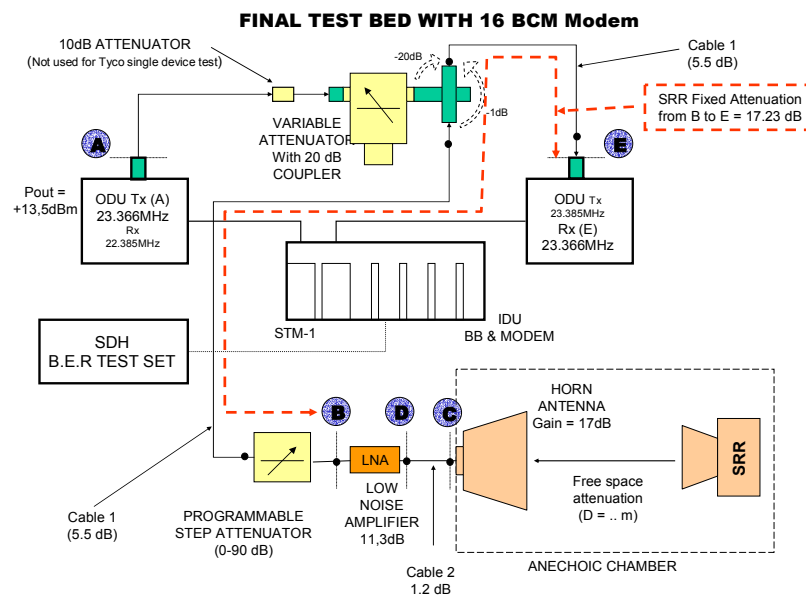 FINAL TEST BED WITH 16 BCM Modem
10dB ATTENUATOR
(Not used for Tyco single device test)
-20dB
-1dB
Cable 1
(5.5 dB)
SRR Fixed Attenuation
from B to E = 17.23 dB
VARIABLE
ATTENUATOR
With 20 dB
COUPLER
A
E
Pout =
+13,5dBm
ODU Tx (A)
23.366MHz
Rx
22.385MHz
ODU Tx
23.385MHz
Rx (E)
23.366MHz
STM-1
IDU
BB & MODEM
SDH
B.E.R TEST SET
B
D
C
HORN
ANTENNA
Gain = 17dB
LNA
SRR
LOW
NOISE
AMPLIFIER
11,3dB
Free space
attenuation
(D = .. m)
Cable 1
(5.5 dB)
PROGRAMMABLE
STEP ATTENUATOR
(0-90 dB)
Cable 2
1.2 dB
ANECHOIC CHAMBER